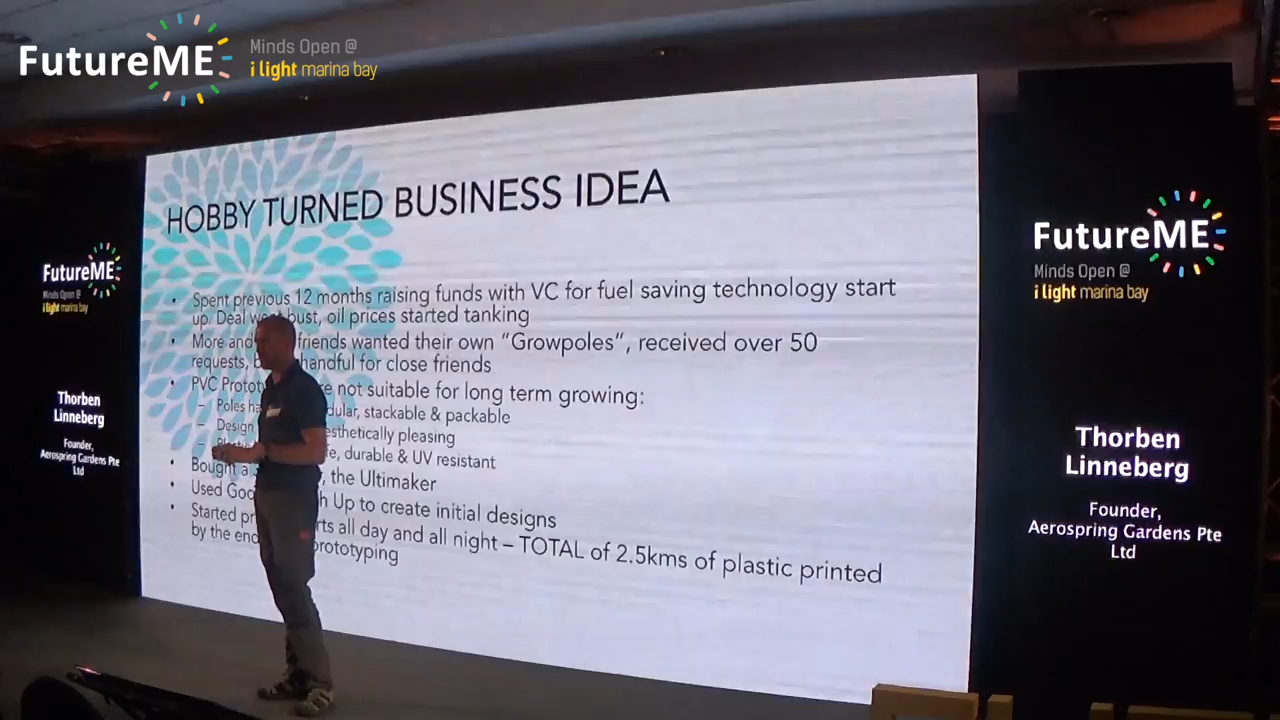 FutureME
Minds Open @
i light marina bay
HOBBY TURNED BUSINESS IDEA
• Spent previous 12 months raising funds with VC for fuel saving technology start
up. Deal went bust, oil prices started tanking
• More and friends wanted their own “Growpoles”, received over 50
requests, handful for close friends
• PVC not suitable for long term growing:
– Poles stackable & packable
– Design pleasing
– durable & UV resistant
• Bought a the Ultimaker
• Used Up to create initial designs
• Started all day and all night – TOTAL of 2.5kms of plastic printed
by the prototyping
FutureME
Minds Open @
i light marina bay
Thorben
Linneberg
Founder,
Aerospring Gardens Pte
Ltd
FutureME
Minds Open @
i light marina bay
Thorben
Linneberg
Founder,
Aerospring Gardens Pte
Ltd